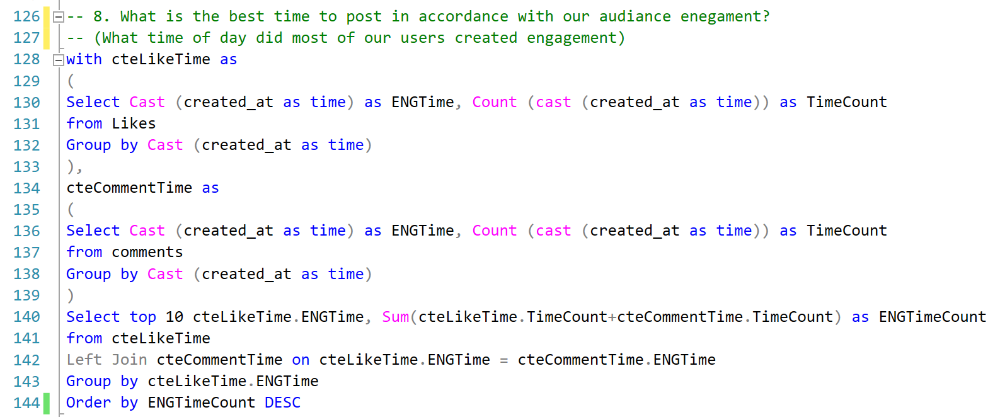 126 -- 8. What is the best time to post in accordance with our audiance enegament?
127 -- (What time of day did most of our users created engagement)
128 with cteLikeTime as
129 (
130 Select Cast (created_at as time) as ENGTime, Count (cast (created_at as time)) as TimeCount
131 from Likes
132 Group by Cast (created_at as time)
133 ),
134 cteCommentTime as
135 (
136 Select Cast (created_at as time) as ENGTime, Count (cast (created_at as time)) as TimeCount
137 from comments
138 Group by Cast (created_at as time)
139 )
140 Select top 10 cteLikeTime.ENGTime, Sum(cteLikeTime.TimeCount+cteCommentTime.TimeCount) as ENGTimeCount
141 from cteLikeTime
142 Left Join cteCommentTime on cteLikeTime.ENGTime = cteCommentTime.ENGTime
143 Group by cteLikeTime.ENGTime
144 Order by ENGTimeCount DESC